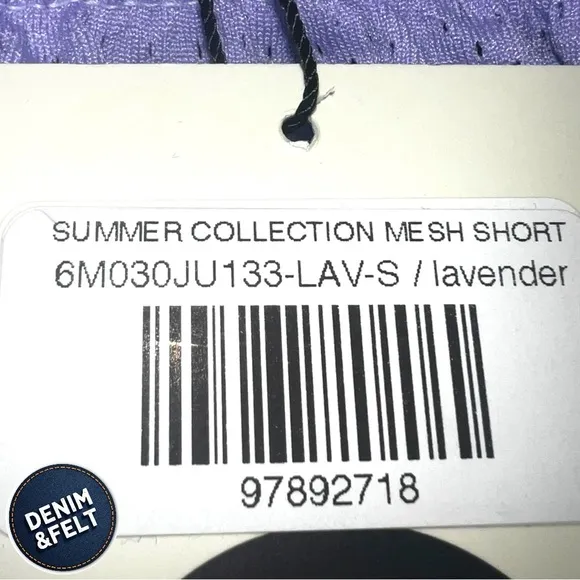 SUMMER COLLECTION MESH SHORT
6M030JU133-LAV-S / lavender
97892718
DENIM
&FELT